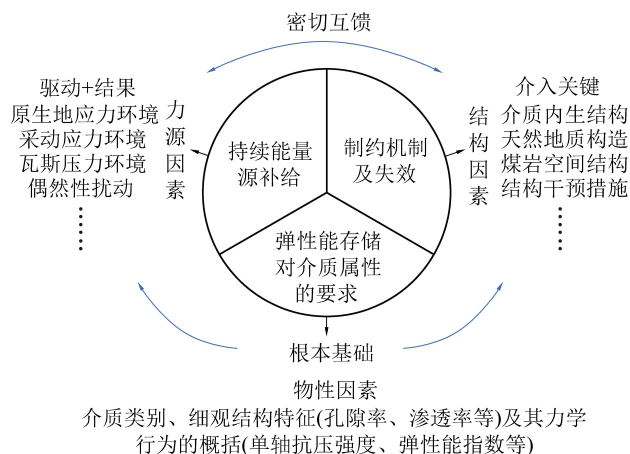 密切互馈
驱动+结果
原生地应力环境
采动应力环境
瓦斯压力环境
偶然性扰动
……
力源因素
持续能量
源补给
制约机制
及失效
弹性能存储
对介质属性
的要求
结构因素
介入关键
介质内生结构
天然地质构造
煤岩空间结构
结构干预措施
……
根本基础
物性因素
介质类别、细观结构特征(孔隙率、渗透率等)及其力学
行为的概括(单轴抗压强度、弹性能指数等)